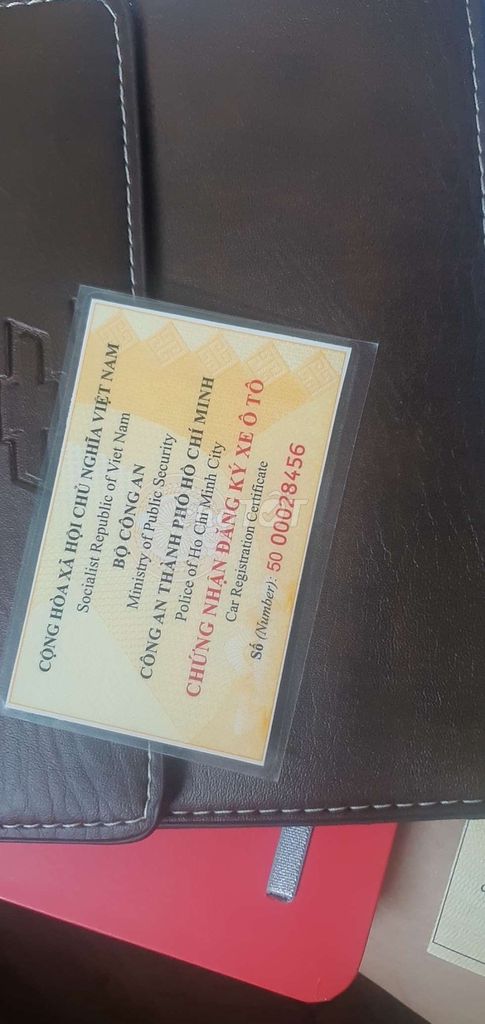 CỘNG HÒA XÃ HỘI CHỦ NGHĨA VIỆT NAM
Socialist Republic of Viet Nam
BỘ CÔNG AN
Ministry of Public Security
CÔNG AN THÀNH PHỐ HỒ CHÍ MINH
Police of Ho Chi Minh City
CHỨNG NHẬN ĐĂNG KÝ XE Ô TÔ
Car Registration Certificate
Số (Number): 50 00028456